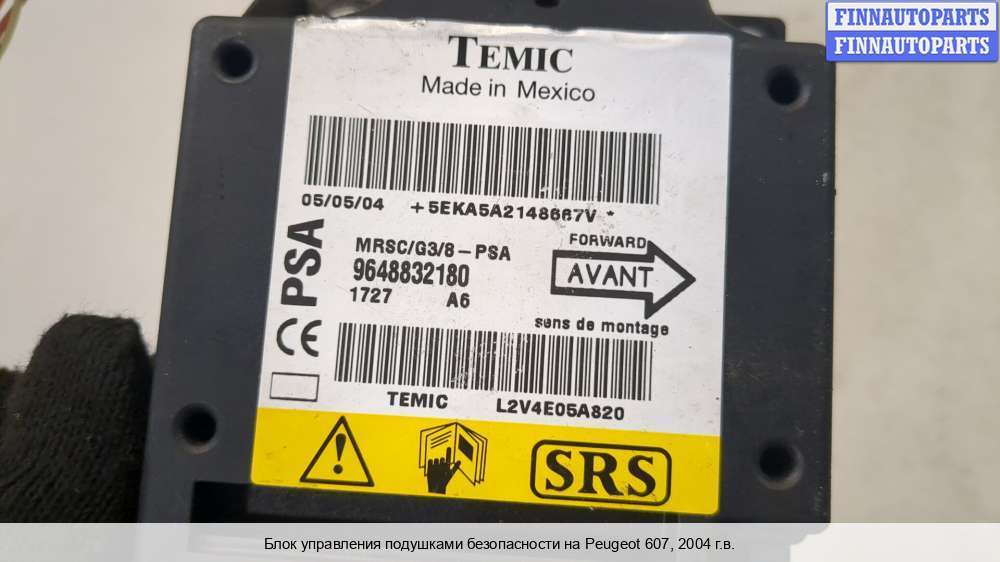 FINNAUTOPARTS
FINNAUTOPARTS
TEMIC
Made in Mexico
05/05/04 +5EKA5A2148667V *
PSA
MRSC/G3/8-PSA
9648832180
1727 A6
FORWARD
AVANT
sens de montage
CE
TEMIC L2V4E05A820
SRS
Блок управления подушками безопасности на Peugeot 607, 2004 г.в.